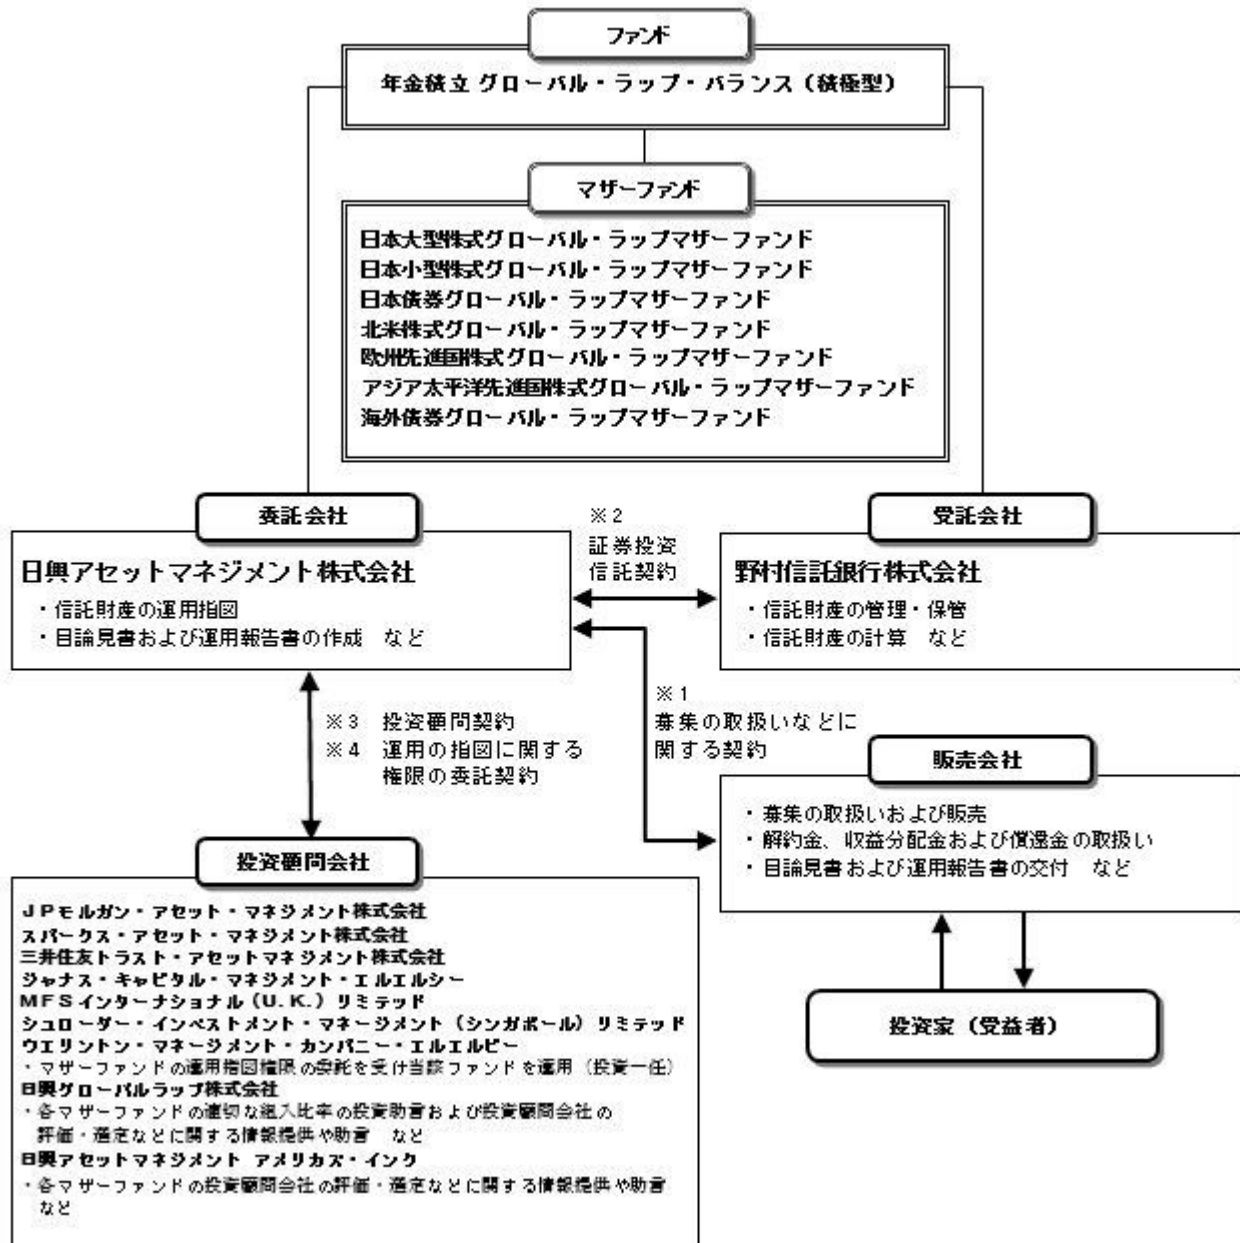 ファンド
年金積立 グローバル・ラップ・バランス（積極型）
マザーファンド
日本大型株式グローバル・ラップマザーファンド
日本小型株式グローバル・ラップマザーファンド
日本債券グローバル・ラップマザーファンド
北米株式グローバル・ラップマザーファンド
欧州先進国株式グローバル・ラップマザーファンド
アジア太平洋先進国株式グローバル・ラップマザーファンド
海外債券グローバル・ラップマザーファンド
委託会社
日興アセットマネジメント株式会社
・信託財産の運用指図
・目論見書および運用報告書の作成　など
※２
証券投資
信託契約
受託会社
野村信託銀行株式会社
・信託財産の管理・保管
・信託財産の計算　など
※３　投資顧問契約
※４　運用の指図に関する
権限の委託契約
※１
募集の取扱いなどに
関する契約
販売会社
・募集の取扱いおよび販売
・解約金、収益分配金および償還金の取扱い
・目論見書および運用報告書の交付　など
投資家（受益者）
投資顧問会社
ＪＰモルガン・アセット・マネジメント株式会社
スパークス・アセット・マネジメント株式会社
三井住友トラスト・アセットマネジメント株式会社
ジャナス・キャピタル・マネジメント・エルエルシー
ＭＦＳインターナショナル（Ｕ．Ｋ．）リミテッド
シュローダー・インベストメント・マネージメント（シンガポール）リミテッド
ウエリントン・マネージメント・カンパニー・エルエルピー
・マザーファンドの運用指図権限の委託を受け当該ファンドを運用（投資一任）
日興グローバルラップ株式会社
・各マザーファンドの適切な組入比率の投資助言および投資顧問会社の
評価・選定などに関する情報提供や助言　など
日興アセットマネジメント アメリカズ・インク
・各マザーファンドの投資顧問会社の評価・選定などに関する情報提供や助言
など